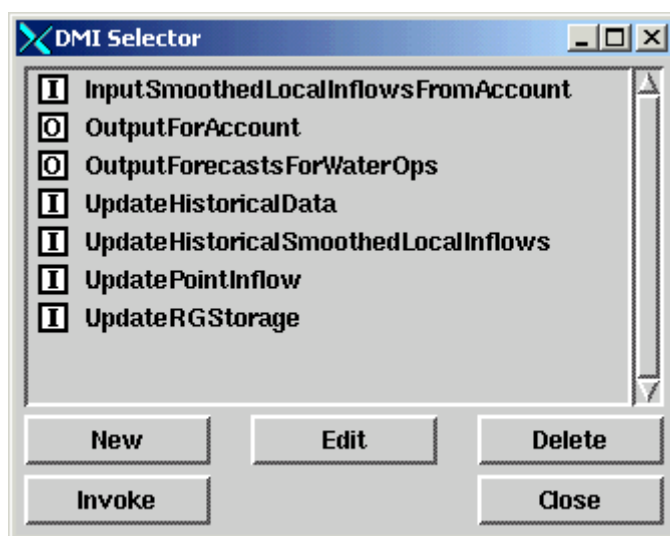 DMI Selector
I InputSmoothedLocalInflowsFromAccount
O OutputForAccount
O OutputForecastsForWaterOps
I UpdateHistoricalData
I UpdateHistoricalSmoothedLocalInflows
I UpdatePointInflow
I UpdateRGStorage
New Edit Delete
Invoke Close